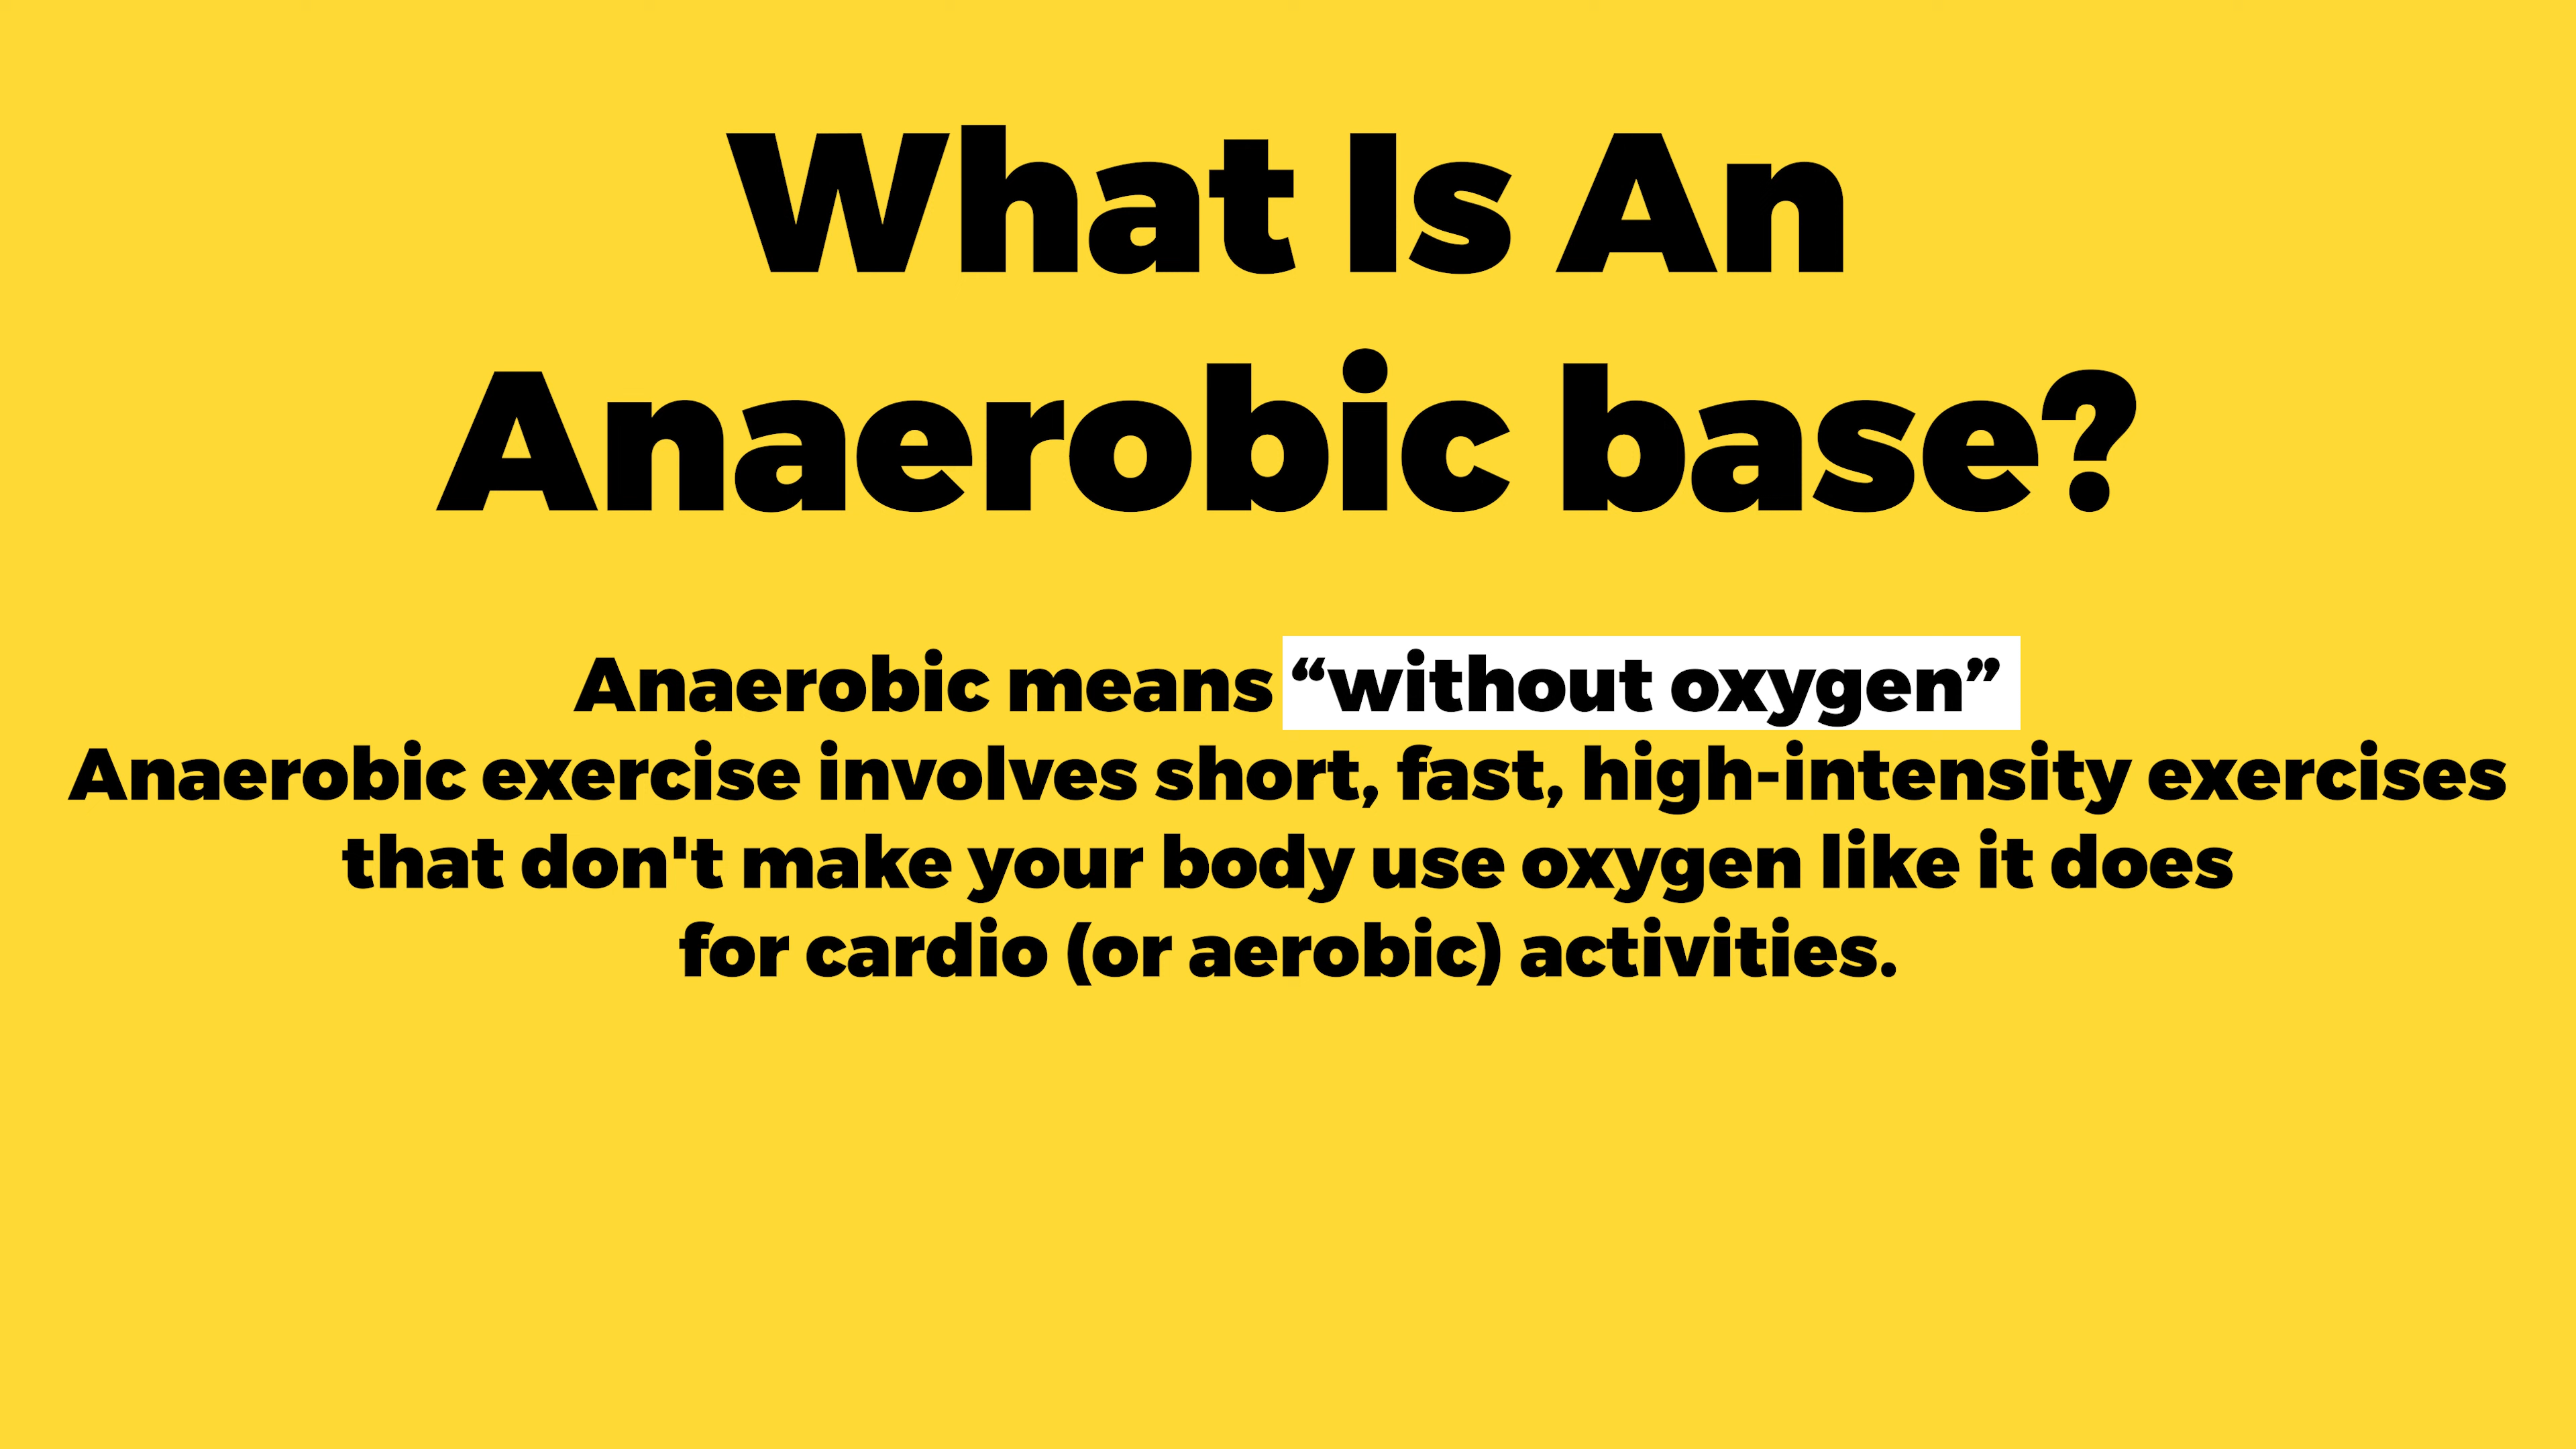 What Is An
Anaerobic base?
Anaerobic means “without oxygen”
Anaerobic exercise involves short, fast, high-intensity exercises
that don't make your body use oxygen like it does
for cardio (or aerobic) activities.